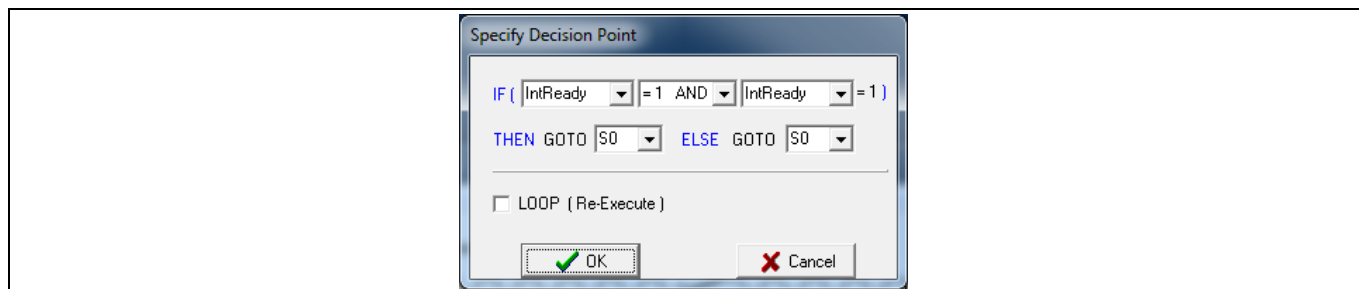 Specify Decision Point
IF ( IntReady = 1 AND IntReady = 1 )
THEN GOTO S0 ELSE GOTO S0
LOOP ( Re-Execute )
OK Cancel